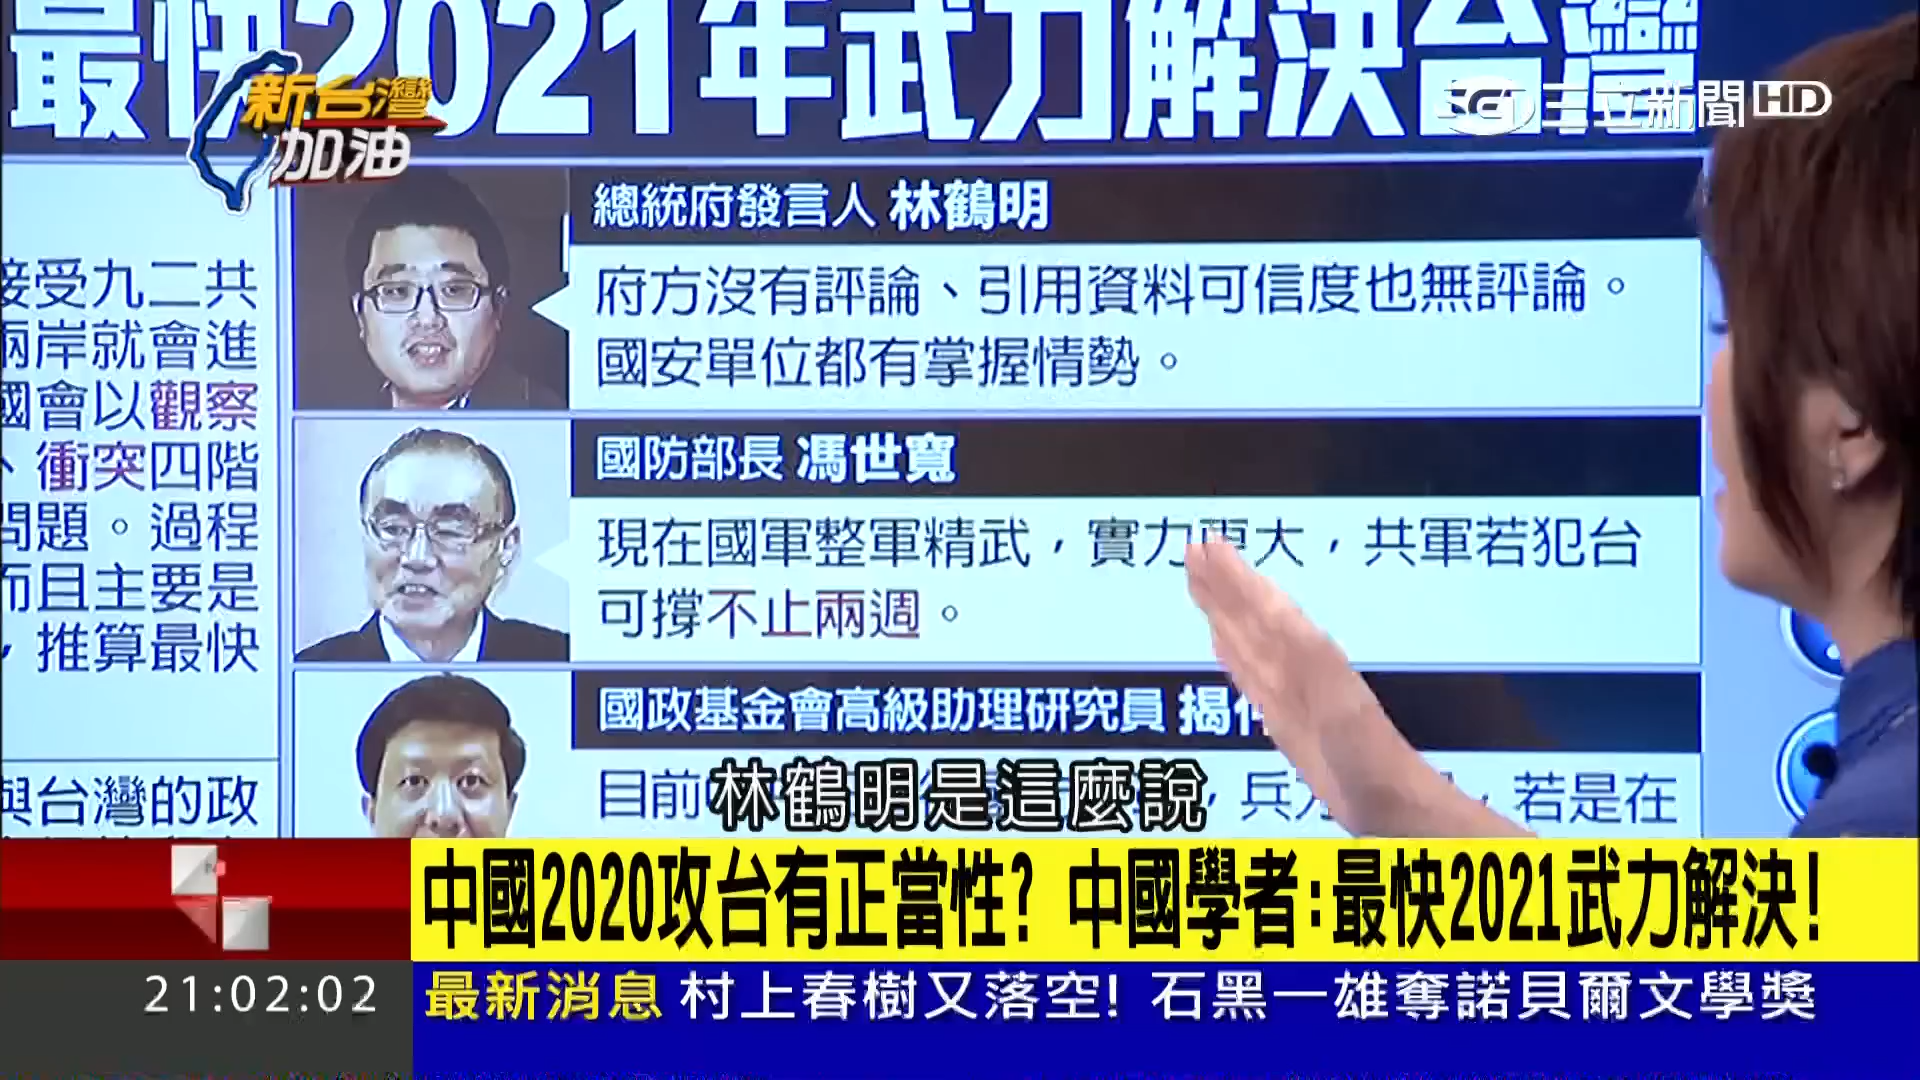 最快2021年武力解決台灣
新台灣
加油
SET三立新聞HD
接受九二共
兩岸就會進
國會以觀察
、衝突四階
問題。過程
而且主要是
，推算最快
與台灣的政
總統府發言人 林鶴明
府方沒有評論、引用資料可信度也無評論。
國安單位都有掌握情勢。
國防部長 馮世寬
現在國軍整軍精武，實力更大，共軍若犯台
可撐不止兩週。
國政基金會高級助理研究員 揭仲
目前
，兵力
，若是在
林鶴明是這麼說
中國2020攻台有正當性? 中國學者:最快2021武力解決!
21:02:02
最新消息 村上春樹又落空! 石黑一雄奪諾貝爾文學獎